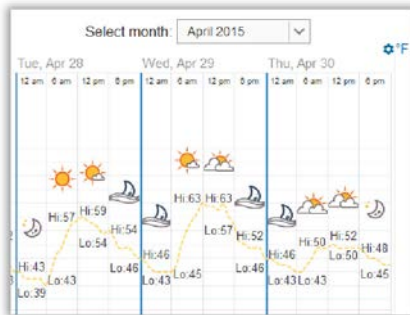 Select month: April 2015
°F
Tue, Apr 28 Wed, Apr 29 Thu, Apr 30
12 am 6 am 12 pm 6 pm 12 am 6 am 12 pm 6 pm 12 am 6 am 12 pm 6 pm
Hi:43 Hi:57 Hi:59 Hi:54 Hi:46 Hi:63 Hi:63 Hi:52 Hi:46 Hi:50 Hi:52 Hi:48
Lo:39 Lo:43 Lo:54 Lo:46 Lo:43 Lo:45 Lo:57 Lo:46 Lo:43 Lo:43 Lo:50 Lo:45